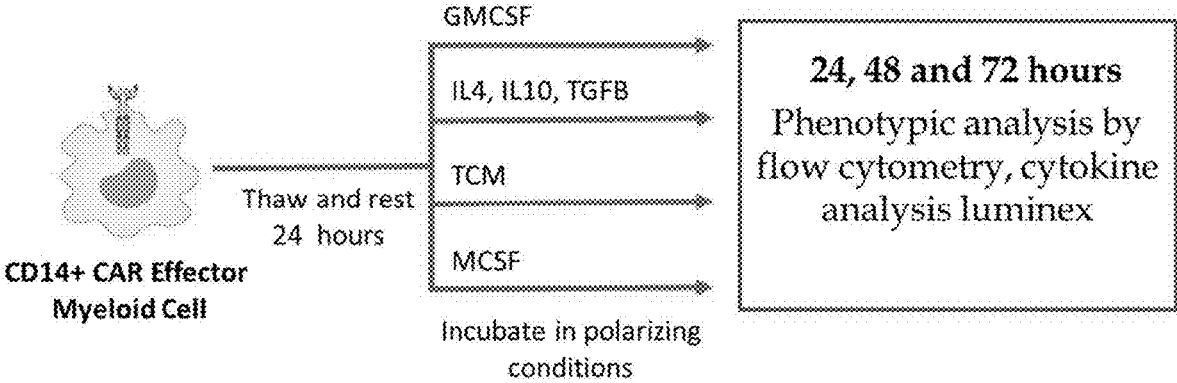 GMCSF
IL4, IL10, TGFB
TCM
MCSF
Thaw and rest
24 hours
CD14+ CAR Effector
Myeloid Cell
Incubate in polarizing
conditions
24, 48 and 72 hours
Phenotypic analysis by
flow cytometry, cytokine
analysis luminex